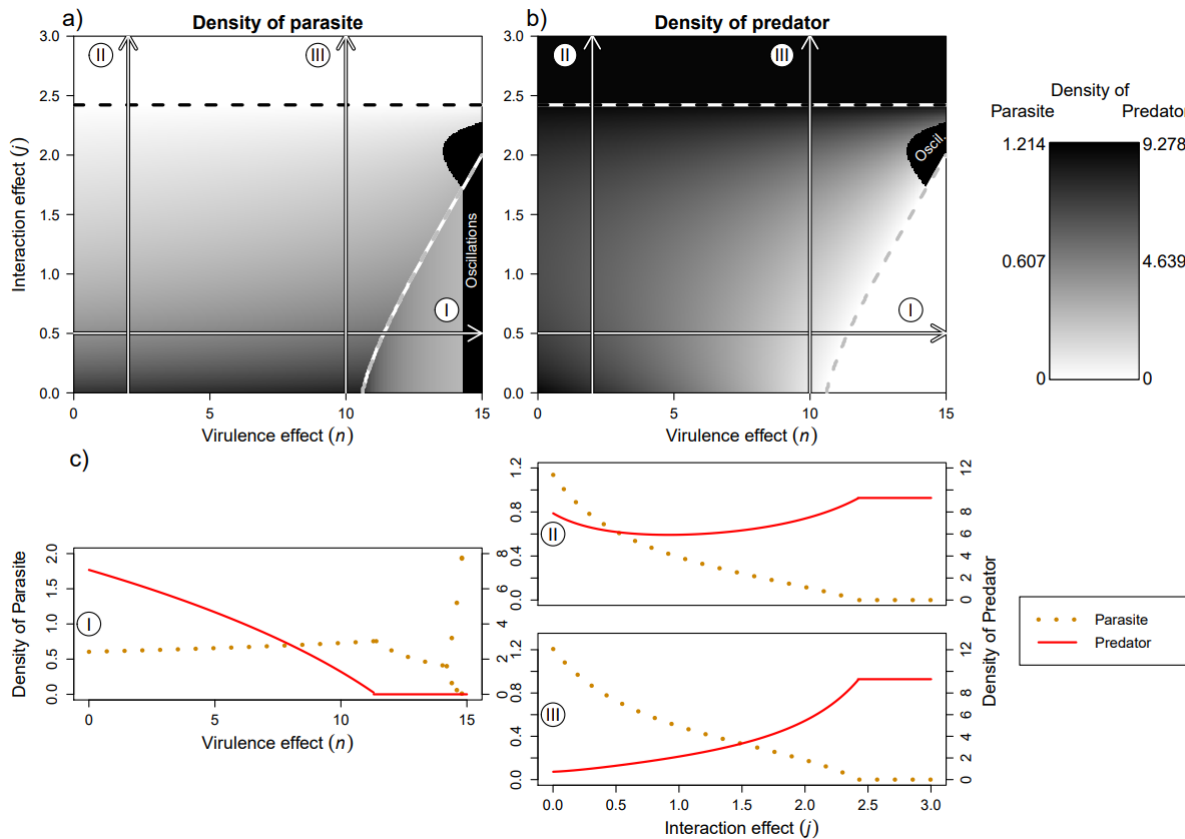 a)
Density of parasite
b)
Density of predator
3.0
2.5
2.0
1.5
1.0
0.5
0.0
Interaction effect (j)
II
III
I
Oscillations
0
5
10
15
Virulence effect (n)
3.0
2.5
2.0
1.5
1.0
0.5
0.0
II
III
I
Oscil.
0
5
10
15
Virulence effect (n)
Density of
Parasite
Predator
1.214
9.278
0.607
4.639
0
0
c)
Density of Parasite
2.0
1.5
1.0
0.5
0.0
I
8
6
4
2
0
0
5
10
15
Virulence effect (n)
1.2
0.8
0.4
0.0
II
12
10
8
6
4
2
0
1.2
0.8
0.4
0.0
III
12
10
8
6
4
2
0
Density of Predator
0.0
0.5
1.0
1.5
2.0
2.5
3.0
Interaction effect (j)
Parasite
Predator